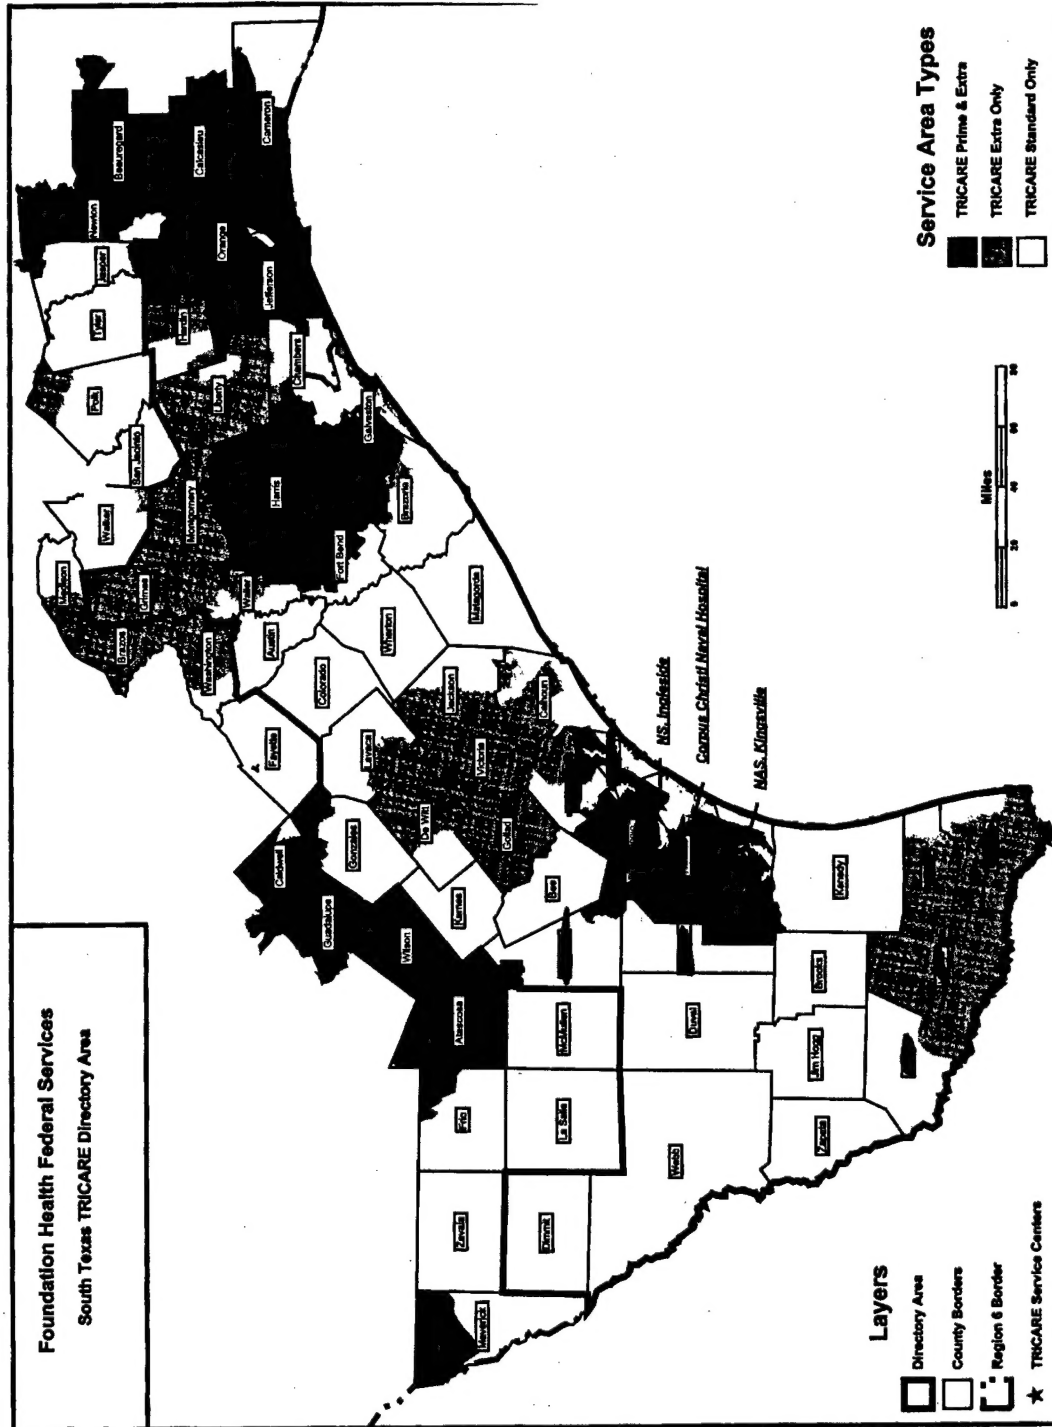 Foundation Health Federal Services
South Texas TRICARE Directory Area
Beauregard
Newton
Calcasieu
Cameron
Jasper
Tyler
Orange
Jefferson
Hardin
Polk
Liberty
Chambers
San Jacinto
Galveston
Walker
Montgomery
Harris
Brazoria
Madison
Grimes
Waller
Fort Bend
Brazos
Washington
Austin
Wharton
Matagorda
Colorado
Fayette
Lavaca
Jackson
Calhoun
Victoria
De Witt
Goliad
Gonzales
Caldwell
Guadalupe
Karnes
Bee
Wilson
Atascosa
McMullen
Duval
Brooks
Kenedy
Jim Hogg
Frio
La Salle
Webb
Zapata
Zavala
Dimmit
Maverick
NS. Ingleside
Corpus Christi Naval Hospital
NAS. Kingsville
Miles
0 20 40 60 80
Service Area Types
TRICARE Prime & Extra
TRICARE Extra Only
TRICARE Standard Only
Layers
Directory Area
County Borders
Region 6 Border
TRICARE Service Centers